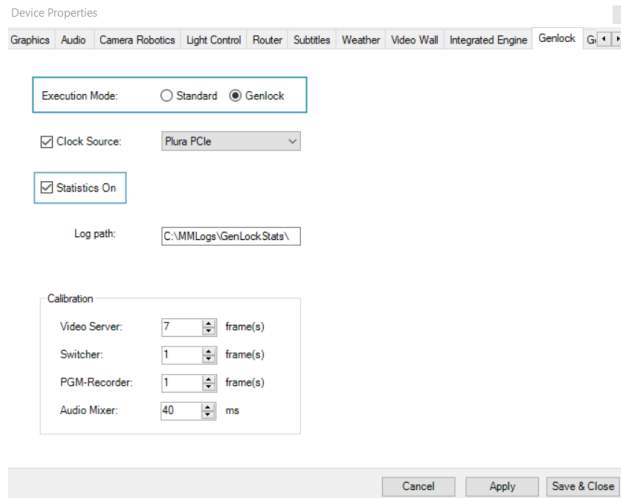 Device Properties
Graphics Audio Camera Robotics Light Control Router Subtitles Weather Video Wall Integrated Engine Genlock
Execution Mode: Standard Genlock
Clock Source: Plura PCIe
Statistics On
Log path: C:\MMLogs\GenLockStats\
Calibration
Video Server: 7 frame(s)
Switcher: 1 frame(s)
PGM-Recorder: 1 frame(s)
Audio Mixer: 40 ms
Cancel Apply Save & Close